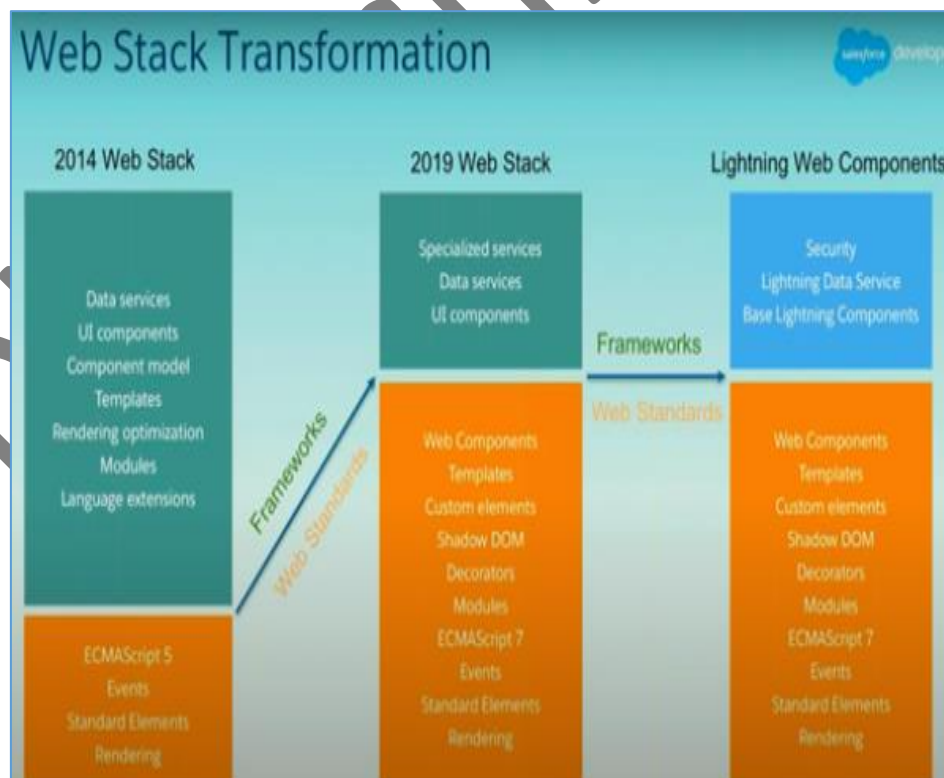 Web Stack Transformation
salesforce develop
2014 Web Stack
Data services
UI components
Component model
Templates
Rendering optimization
Modules
Language extensions
ECMAScript 5
Events
Standard Elements
Rendering
Frameworks
Web Standards
2019 Web Stack
Specialized services
Data services
UI components
Web Components
Templates
Custom elements
Shadow DOM
Decorators
Modules
ECMAScript 7
Events
Standard Elements
Rendering
Frameworks
Web Standards
Lightning Web Components
Security
Lightning Data Service
Base Lightning Components
Web Components
Templates
Custom elements
Shadow DOM
Decorators
Modules
ECMAScript 7
Events
Standard Elements
Rendering